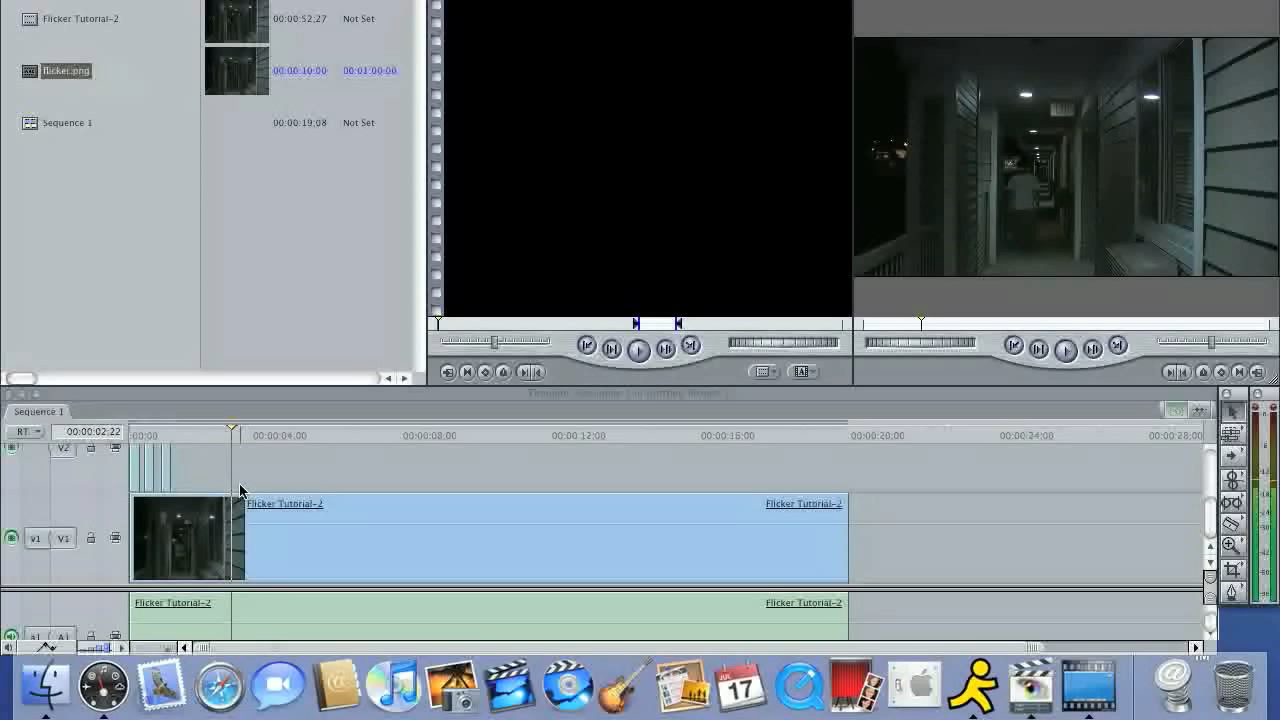 Flicker Tutorial-2 00:00:52;27 Not Set
flicker.png 00:00:10:00 00:01:00:00
Sequence 1 00:00:19;08 Not Set
Sequence 1
RT 00:00:02;22 00:00 00:00:04;00 00:00:08;00 00:00:12;00 00:00:16;00 00:00:20;00 00:00:24;00 00:00:28;00
V2
Flicker Tutorial-2 Flicker Tutorial-2
v1 V1
Flicker Tutorial-2 Flicker Tutorial-2
a1 A1
JUL
17